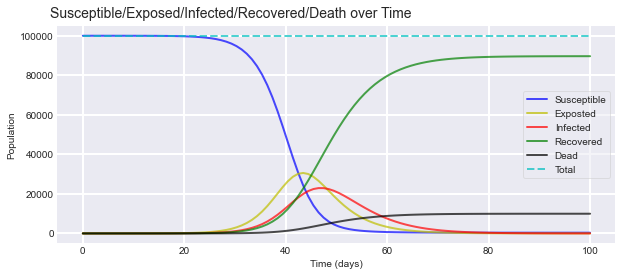 Susceptible/Exposed/Infected/Recovered/Death over Time
100000
80000
60000
40000
20000
0
Population
0 20 40 60 80 100
Time (days)
Susceptible
Exposted
Infected
Recovered
Dead
Total